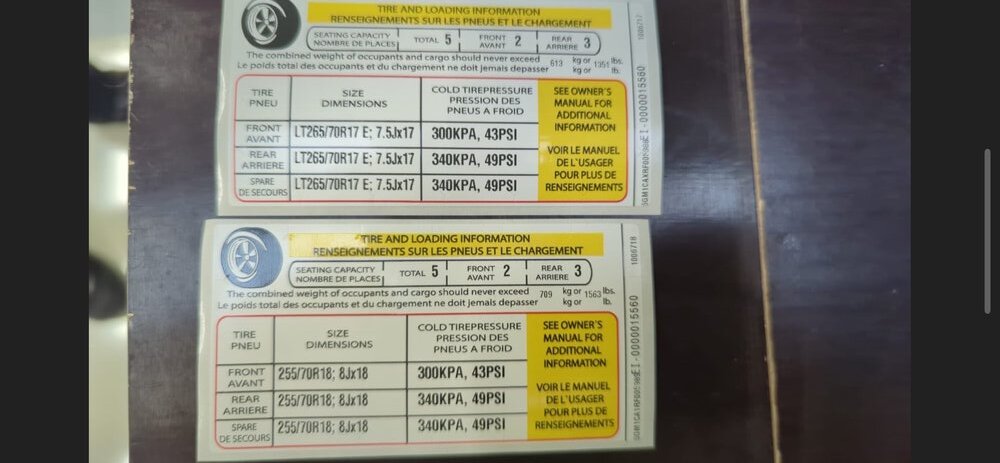 TIRE AND LOADING INFORMATION
RENSEIGNEMENTS SUR LES PNEUS ET LE CHARGEMENT
SEATING CAPACITY TOTAL 5 FRONT 2 REAR 3
NOMBRE DE PLACES AVANT ARRIERE
The combined weight of occupants and cargo should never exceed 613 kg or 1351 lbs.
Le poids total des occupants et du chargement ne doit jamais depasser kg or lb.
TIRE SIZE COLD TIREPRESSURE SEE OWNER'S
PNEU DIMENSIONS PRESSION DES MANUAL FOR
PNEUS A FROID ADDITIONAL
INFORMATION
FRONT LT265/70R17 E; 7.5Jx17 300KPA, 43PSI
AVANT
REAR LT265/70R17 E; 7.5Jx17 340KPA, 49PSI VOIR LE MANUEL
ARRIERE DE L'USAGER
SPARE LT265/70R17 E; 7.5Jx17 340KPA, 49PSI POUR PLUS DE
DE SECOURS RENSEIGNEMENTS
1006717
TIRE AND LOADING INFORMATION
RENSEIGNEMENTS SUR LES PNEUS ET LE CHARGEMENT
SEATING CAPACITY TOTAL 5 FRONT 2 REAR 3
NOMBRE DE PLACES AVANT ARRIERE
The combined weight of occupants and cargo should never exceed 709 kg or 1563 lbs.
Le poids total des occupants et du chargement ne doit jamais depasser kg or lb.
TIRE SIZE COLD TIREPRESSURE SEE OWNER'S
PNEU DIMENSIONS PRESSION DES MANUAL FOR
PNEUS A FROID ADDITIONAL
INFORMATION
FRONT 255/70R18; 8Jx18 300KPA, 43PSI
AVANT
REAR 255/70R18; 8Jx18 340KPA, 49PSI VOIR LE MANUEL
ARRIERE DE L'USAGER
SPARE 255/70R18; 8Jx18 340KPA, 49PSI POUR PLUS DE
DE SECOURS RENSEIGNEMENTS
1006718